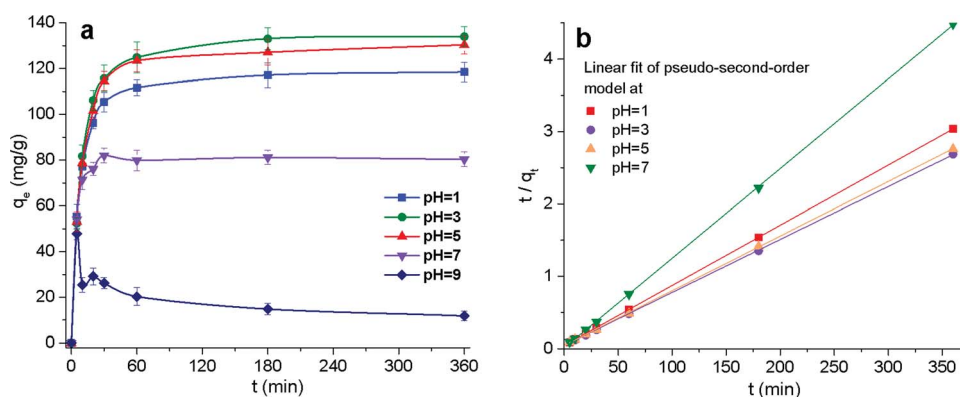 a
140
120
100
80
60
40
20
0
qe (mg/g)
pH=1
pH=3
pH=5
pH=7
pH=9
0 60 120 180 240 300 360
t (min)
b
Linear fit of pseudo-second-order
model at
pH=1
pH=3
pH=5
pH=7
4
3
2
1
0
t / qt
0 50 100 150 200 250 300 350
t (min)